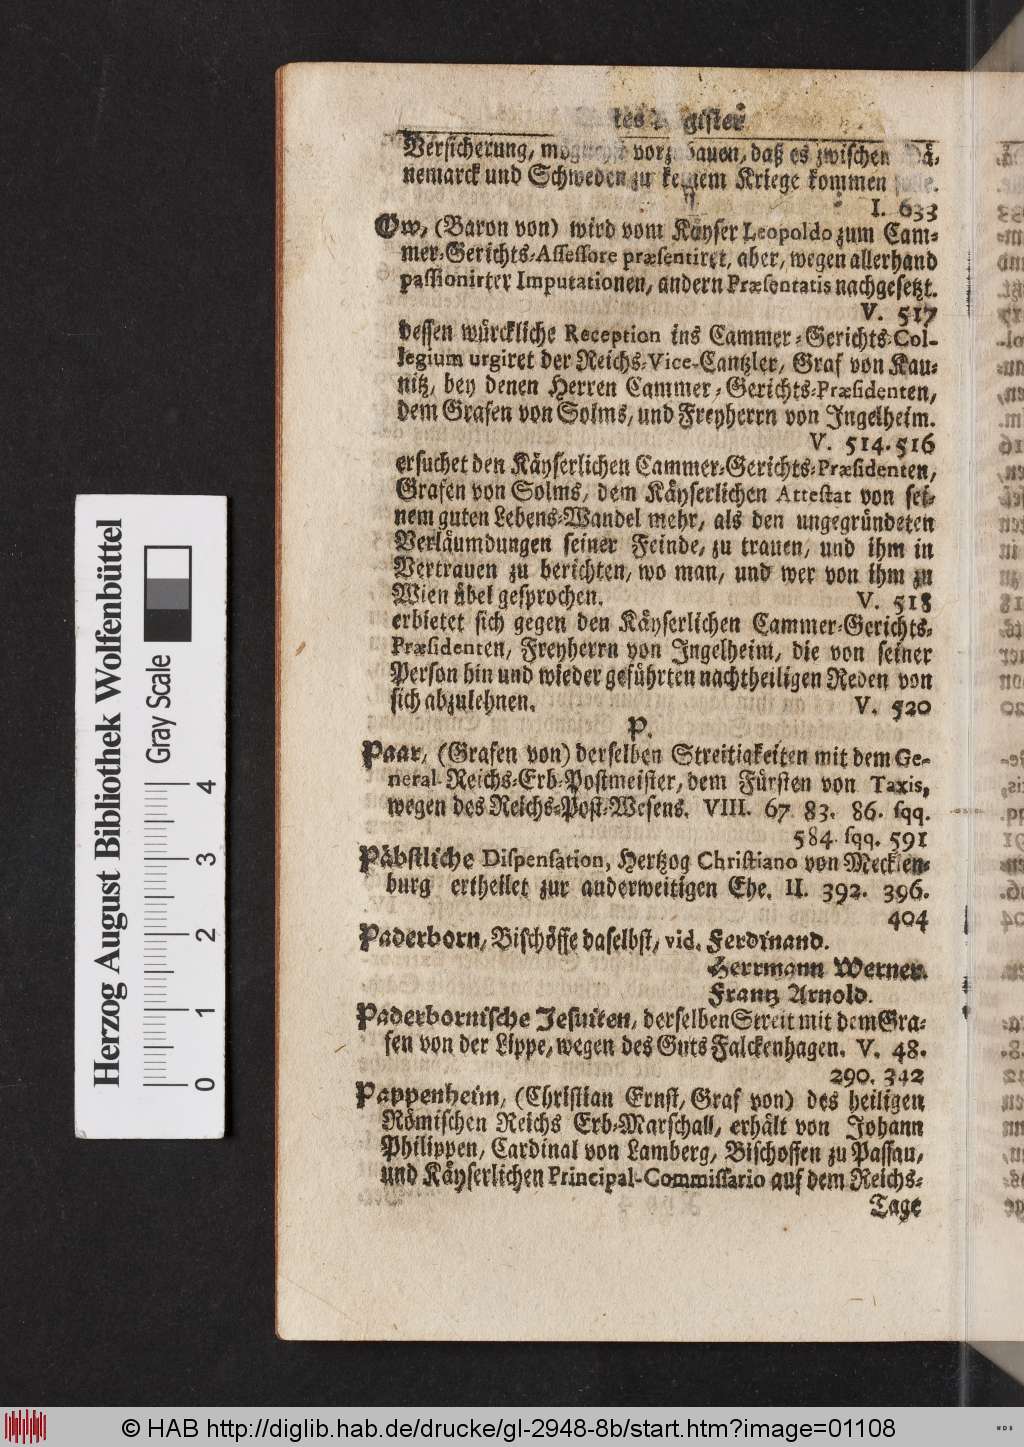 Register
Versicherung, vorzubauen, daß es zwischen Dä-
nemarck und Schweden zu keinem Kriege kommen solle.
I. 633
Ow, (Baron von) wird vom Käyser Leopoldo zum Cam-
mer-Gerichts-Assessore præsentiret, aber, wegen allerhand
passionirter Imputationen, andern Præsentatis nachgesetzt.
V. 517
dessen würckliche Reception ins Cammer-Gerichts-Col-
legium urgiret der Reichs-Vice-Cantzler, Graf von Kau-
nitz, bey denen Herren Cammer-Gerichts-Præsidenten,
dem Grafen von Solms, und Freyherrn von Ingelheim.
V. 514. 516
ersuchet den Käyserlichen Cammer-Gerichts-Præsidenten,
Grafen von Solms, dem Käyserlichen Attestat von sei-
nem guten Lebens-Wandel mehr, als den ungegründeten
Verläumdungen seiner Feinde, zu trauen, und ihm in
Vertrauen zu berichten, wo man, und wer von ihm zu
Wien übel gesprochen. V. 518
erbietet sich gegen den Käyserlichen Cammer-Gerichts-
Præsidenten, Freyherrn von Ingelheim, die von seiner
Person hin und wieder geführten nachtheiligen Reden von
sich abzulehnen. V. 520
P.
Paar, (Grafen von) derselben Streitigkeiten mit dem Ge-
neral-Reichs-Erb-Postmeister, dem Fürsten von Taxis,
wegen des Reichs-Post-Wesens. VIII. 67 83. 86. sqq.
584. sqq. 591
Päbstliche Dispensation, Hertzog Christiano von Mecklen-
burg ertheilet zur anderweitigen Ehe. II. 392. 396.
404
Paderborn, Bischöffe daselbst, vid. Ferdinand.
Herrmann Werner.
Frantz Arnold.
Paderbornische Jesuiten, derselben Streit mit dem Gra-
fen von der Lippe, wegen des Guts Falckenhagen. V. 48.
290. 342
Pappenheim, (Christian Ernst, Graf von) des heiligen
Römischen Reichs Erb-Marschall, erhält von Johann
Philippen, Cardinal von Lamberg, Bischoffen zu Passau,
und Käyserlichen Principal-Commissario auf dem Reichs-
Tage
Herzog August Bibliothek Wolfenbüttel
Gray Scale
0 1 2 3 4
© HAB http://diglib.hab.de/drucke/gl-2948-8b/start.htm?image=01108